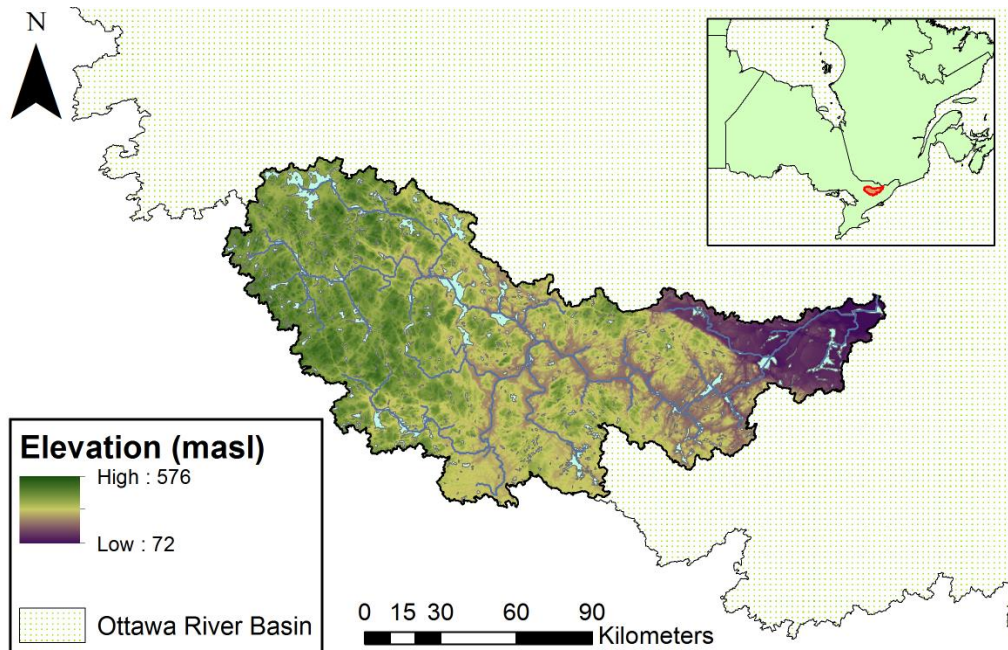 N
Elevation (masl)
High : 576
Low : 72
Ottawa River Basin
0 15 30 60 90
Kilometers